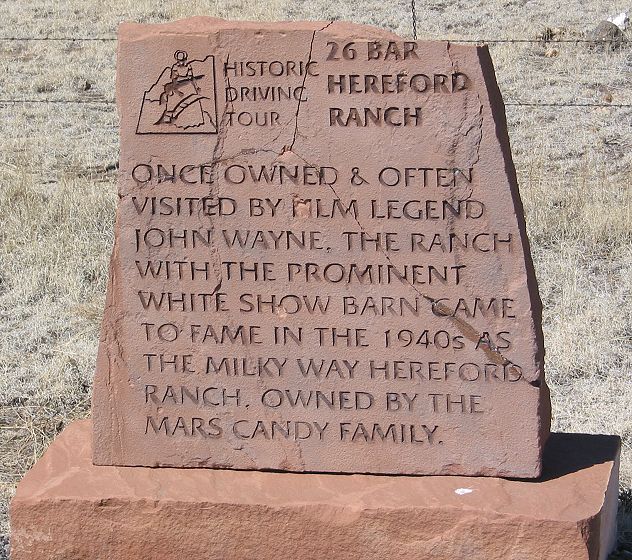 HISTORIC
DRIVING
TOUR
26 BAR
HEREFORD
RANCH
ONCE OWNED & OFTEN
VISITED BY FILM LEGEND
JOHN WAYNE, THE RANCH
WITH THE PROMINENT
WHITE SHOW BARN CAME
TO FAME IN THE 1940s AS
THE MILKY WAY HEREFORD
RANCH, OWNED BY THE
MARS CANDY FAMILY.